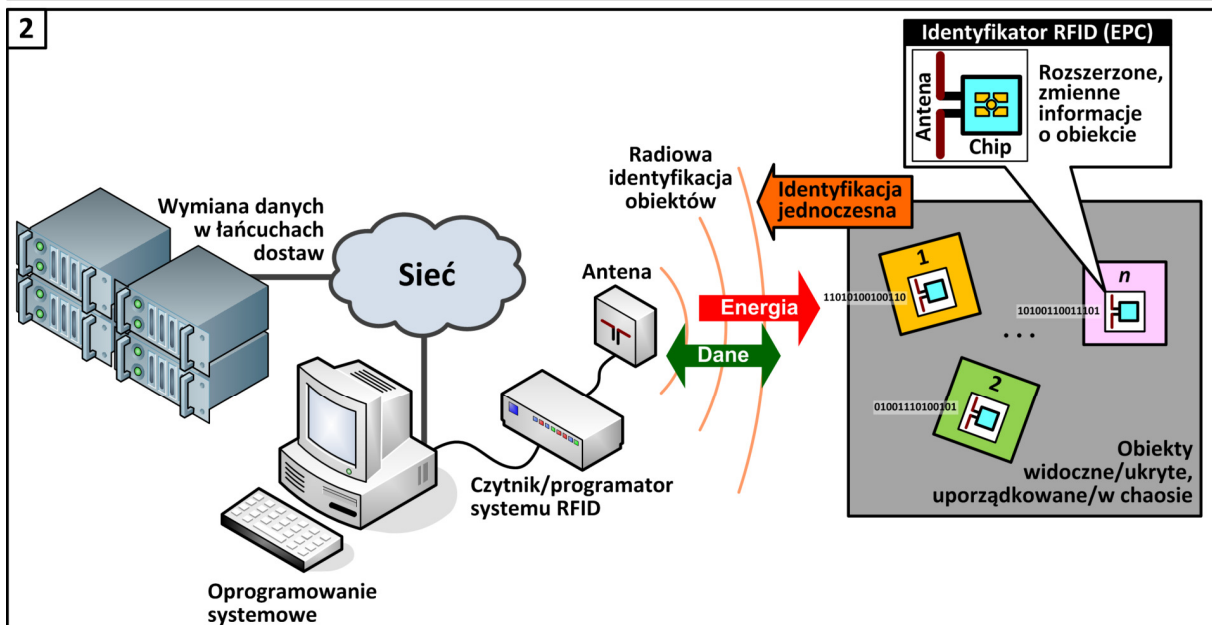 2
Identyfikator RFID (EPC)
Antena
Chip
Rozszerzone,
zmienne
informacje
o obiekcie
Wymiana danych
w łańcuchach
dostaw
Sieć
Radiowa
identyfikacja
obiektów
Identyfikacja
jednoczesna
Antena
Energia
Dane
1
11010100100110
n
10100110011101
...
2
01001110100101
Obiekty
widoczne/ukryte,
uporządkowane/w chaosie
Czytnik/programator
systemu RFID
Oprogramowanie
systemowe